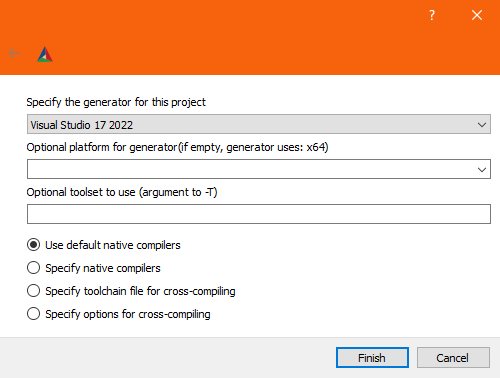 ?
Specify the generator for this project
Visual Studio 17 2022
Optional platform for generator(if empty, generator uses: x64)
Optional toolset to use (argument to -T)
Use default native compilers
Specify native compilers
Specify toolchain file for cross-compiling
Specify options for cross-compiling
Finish Cancel